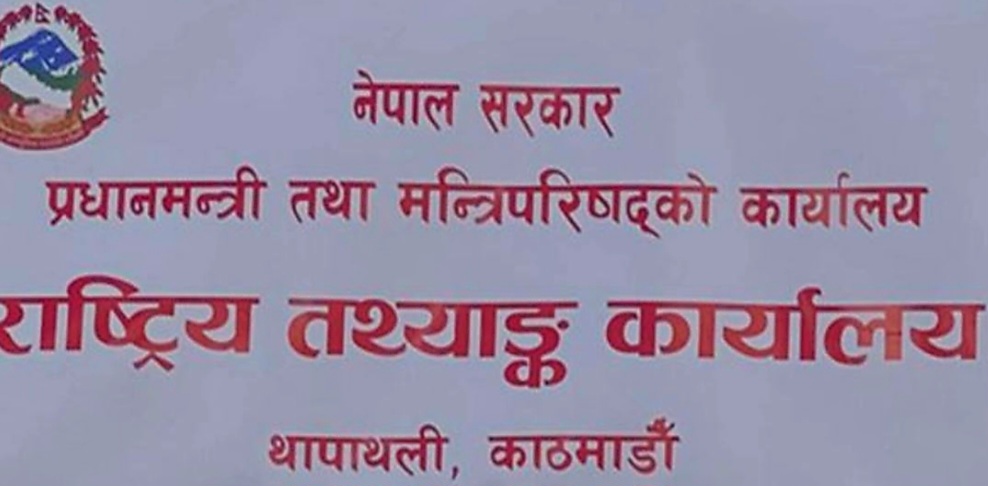 नेपाल सरकार
प्रधानमन्त्री तथा मन्त्रिपरिषद्को कार्यालय
राष्ट्रिय तथ्याङ्क कार्यालय
थापाथली, काठमाडौँ